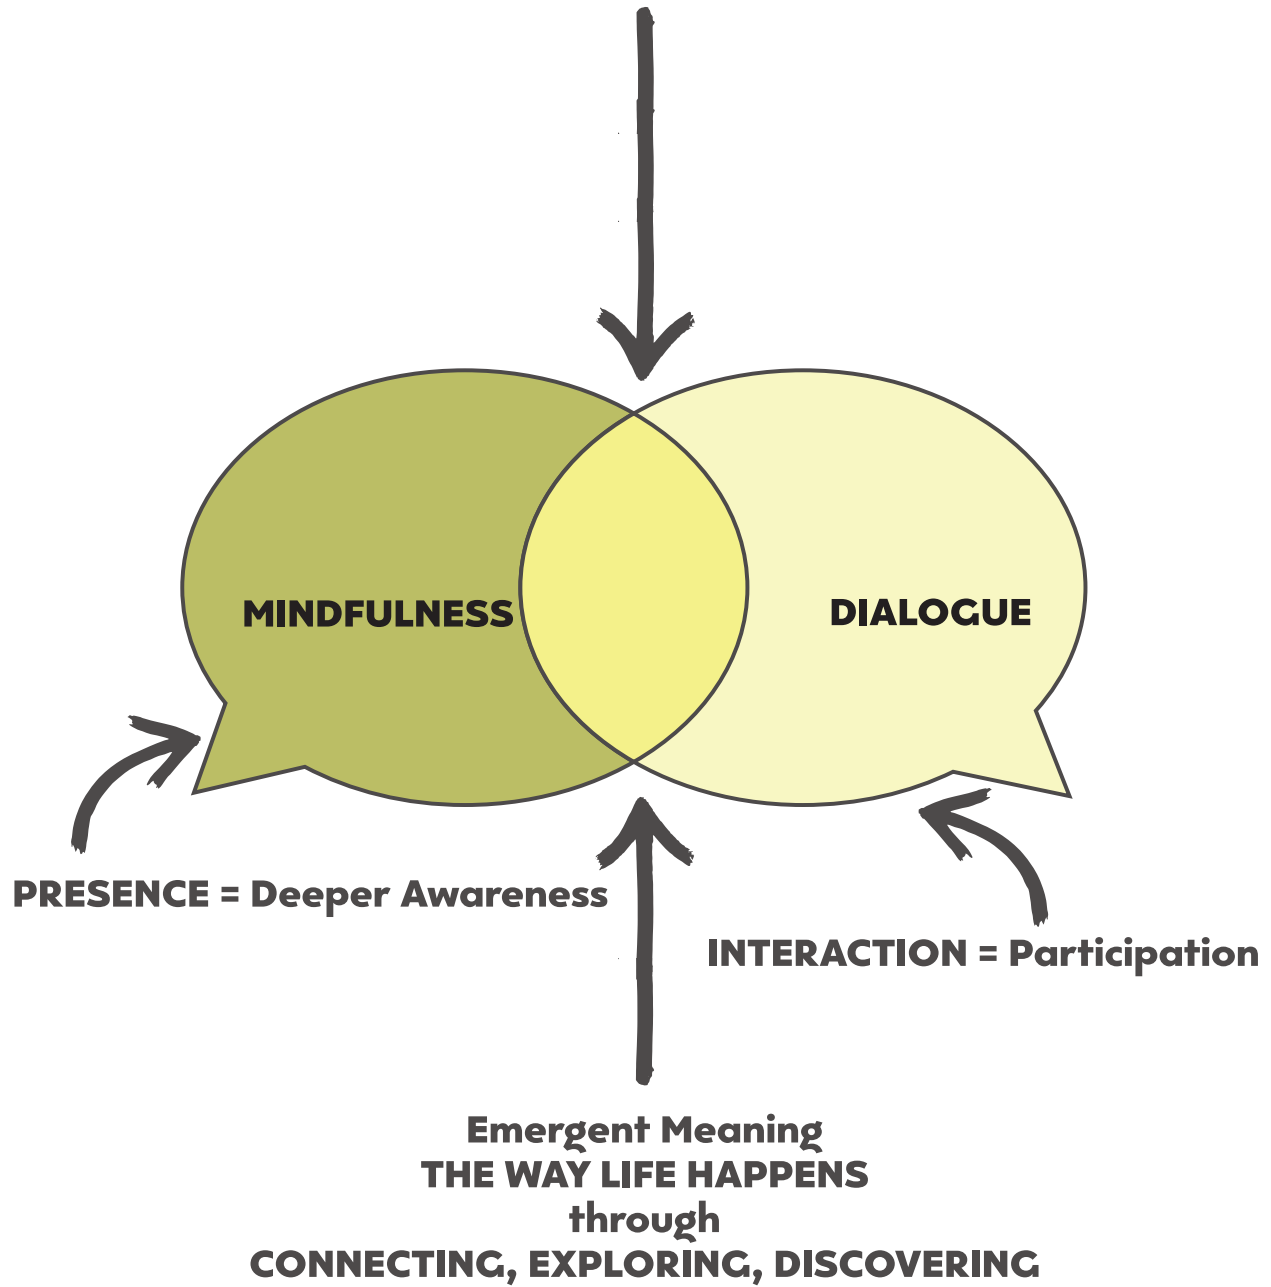 MINDFULNESS
DIALOGUE
PRESENCE = Deeper Awareness
INTERACTION = Participation
Emergent Meaning
THE WAY LIFE HAPPENS
through
CONNECTING, EXPLORING, DISCOVERING